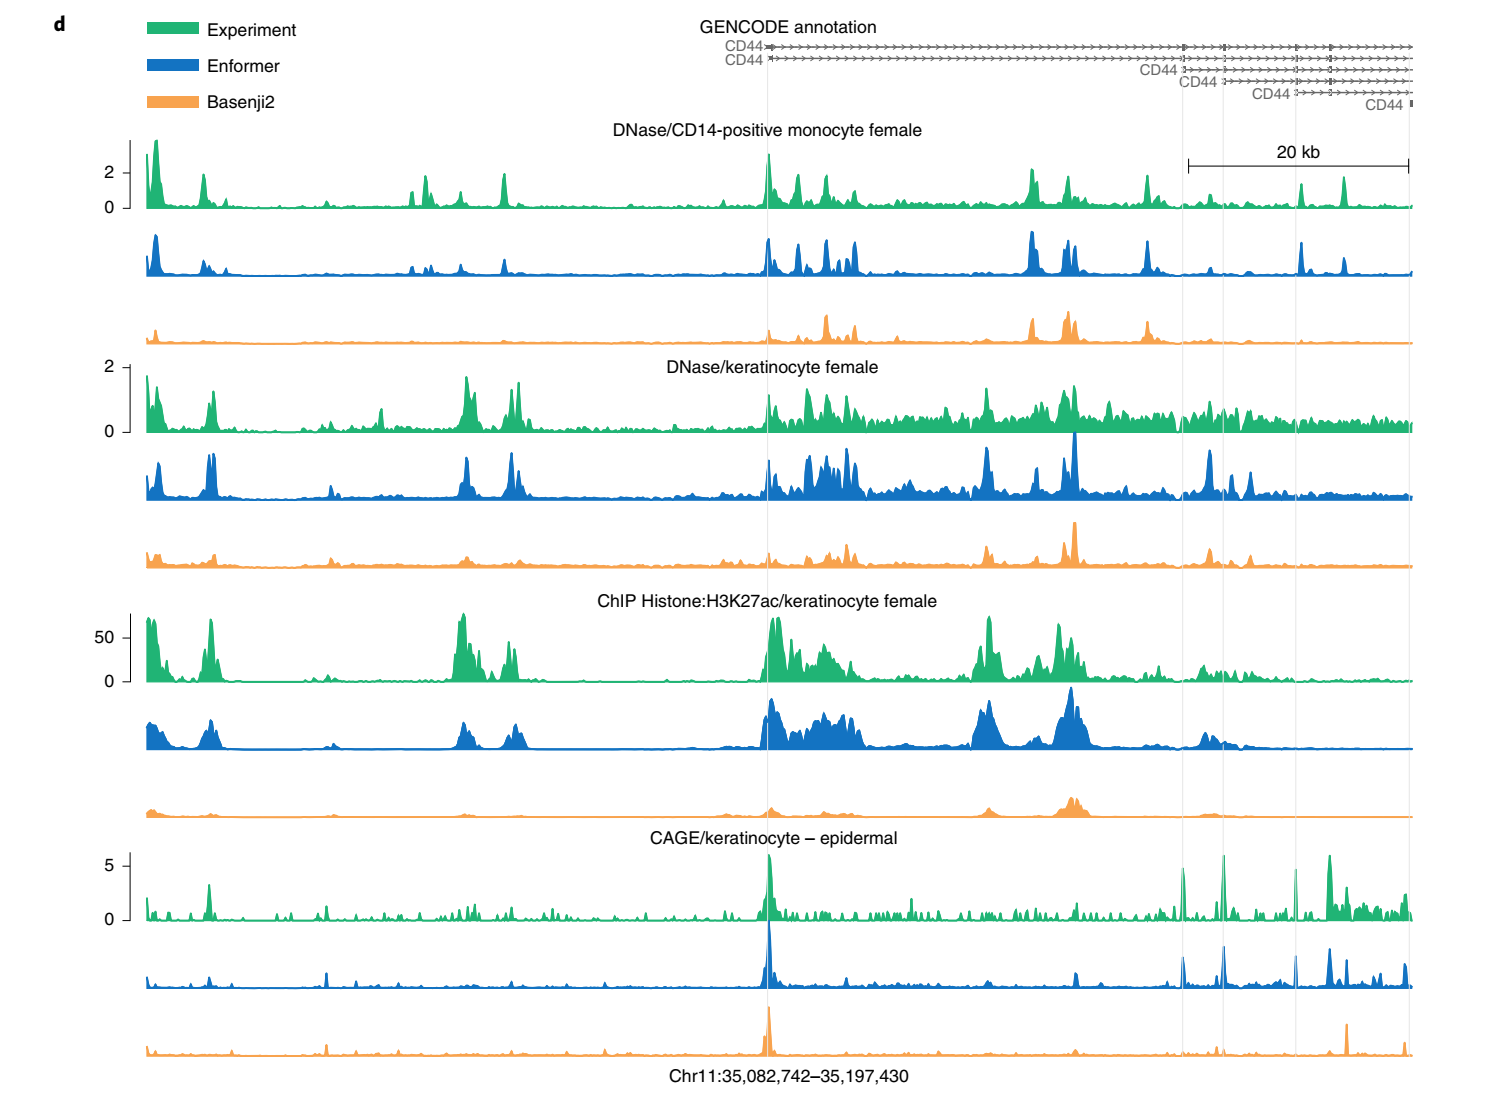 d
Experiment
Enformer
Basenji2
GENCODE annotation
CD44
CD44
CD44
CD44
CD44
CD44
DNase/CD14-positive monocyte female
20 kb
2
0
DNase/keratinocyte female
2
0
ChIP Histone:H3K27ac/keratinocyte female
50
0
CAGE/keratinocyte – epidermal
5
0
Chr11:35,082,742–35,197,430